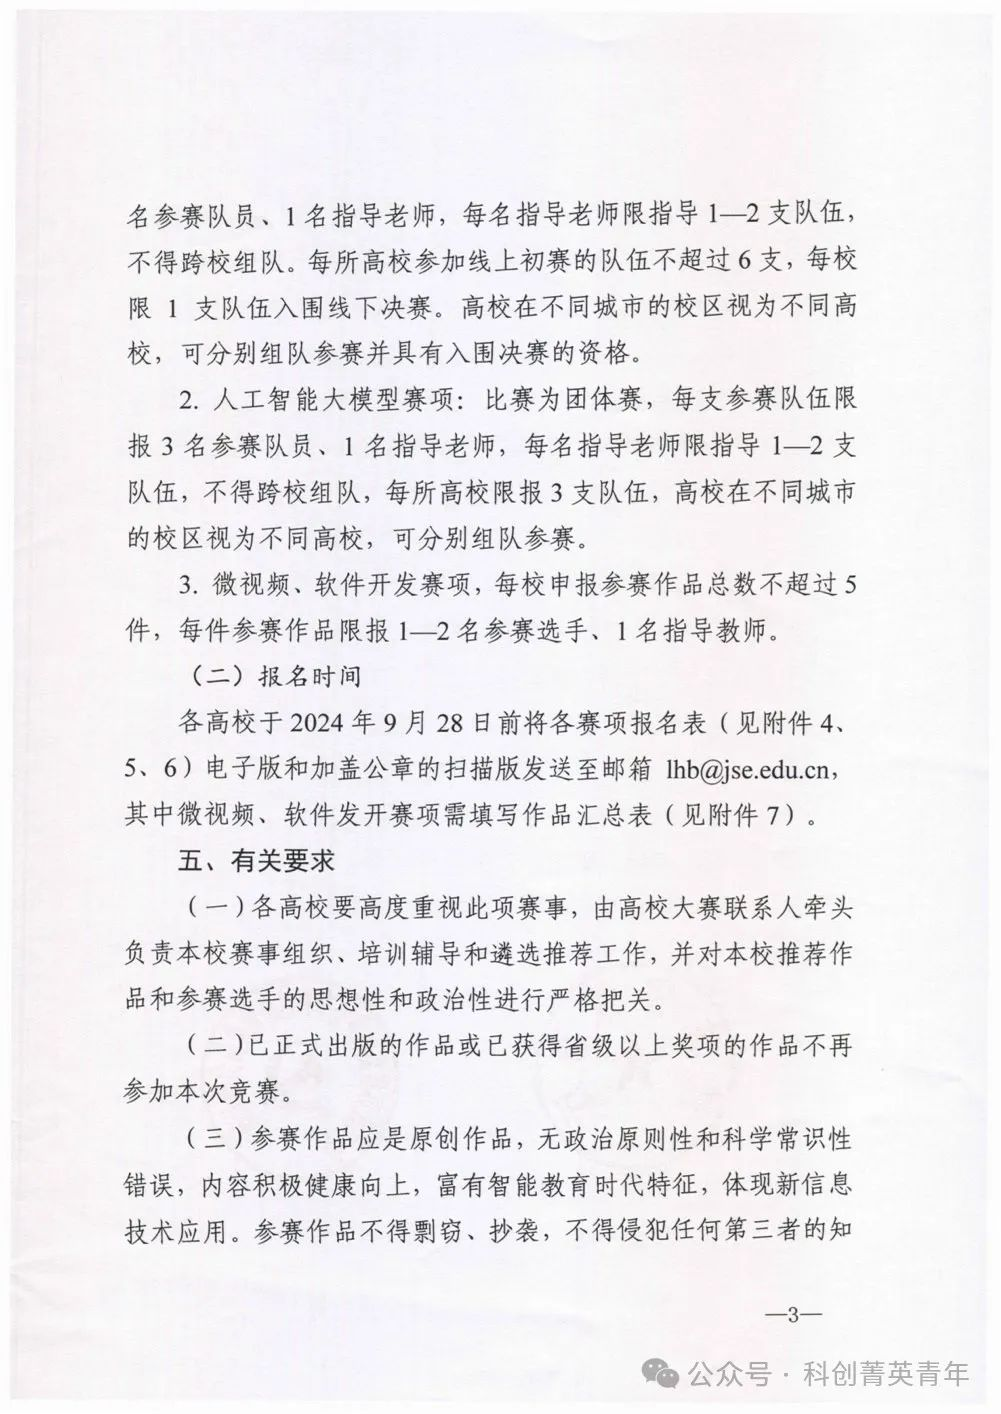 名参赛队员、1名指导老师，每名指导老师限指导1—2支队伍，
不得跨校组队。每所高校参加线上初赛的队伍不超过6支，每校
限 1 支队伍入围线下决赛。高校在不同城市的校区视为不同高
校，可分别组队参赛并具有入围决赛的资格。
2. 人工智能大模型赛项：比赛为团体赛，每支参赛队伍限
报3名参赛队员、1名指导老师，每名指导老师限指导1—2支
队伍，不得跨校组队，每所高校限报3支队伍，高校在不同城市
的校区视为不同高校，可分别组队参赛。
3. 微视频、软件开发赛项，每校申报参赛作品总数不超过5
件，每件参赛作品限报1—2名参赛选手、1名指导教师。
（二）报名时间
各高校于2024年9月28日前将各赛项报名表（见附件4、
5、6）电子版和加盖公章的扫描版发送至邮箱 lhb@jse.edu.cn，
其中微视频、软件发开赛项需填写作品汇总表（见附件7）。
五、有关要求
（一）各高校要高度重视此项赛事，由高校大赛联系人牵头
负责本校赛事组织、培训辅导和遴选推荐工作，并对本校推荐作
品和参赛选手的思想性和政治性进行严格把关。
（二）已正式出版的作品或已获得省级以上奖项的作品不再
参加本次竞赛。
（三）参赛作品应是原创作品，无政治原则性和科学常识性
错误，内容积极健康向上，富有智能教育时代特征，体现新信息
技术应用。参赛作品不得剽窃、抄袭，不得侵犯任何第三者的知
—3—
公众号 · 科创菁英青年